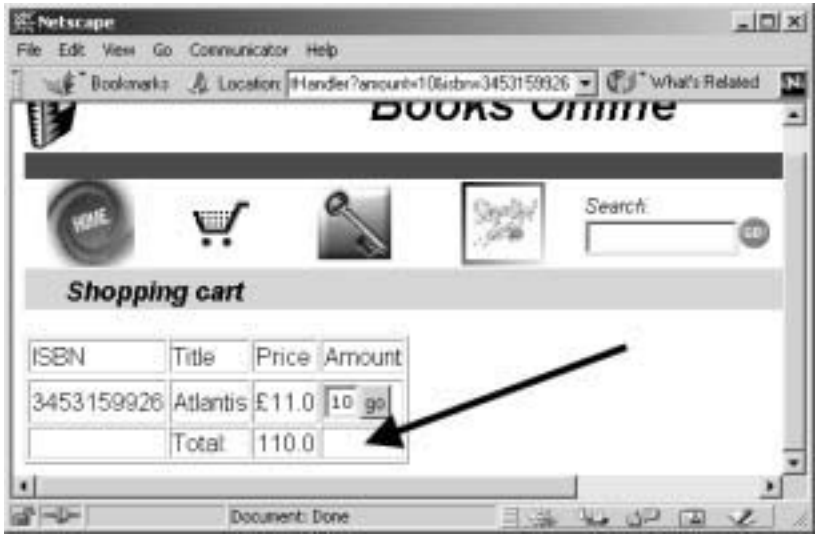 Netscape
File Edit View Go Communicator Help
Bookmarks Location: tHandler?amount=10&isbn=3453159926 What's Related N
Books Online
HOME
Search:
GO!
Shopping cart
ISBN Title Price Amount
3453159926 Atlantis £11.0 10 go
Total: 110.0
Document: Done